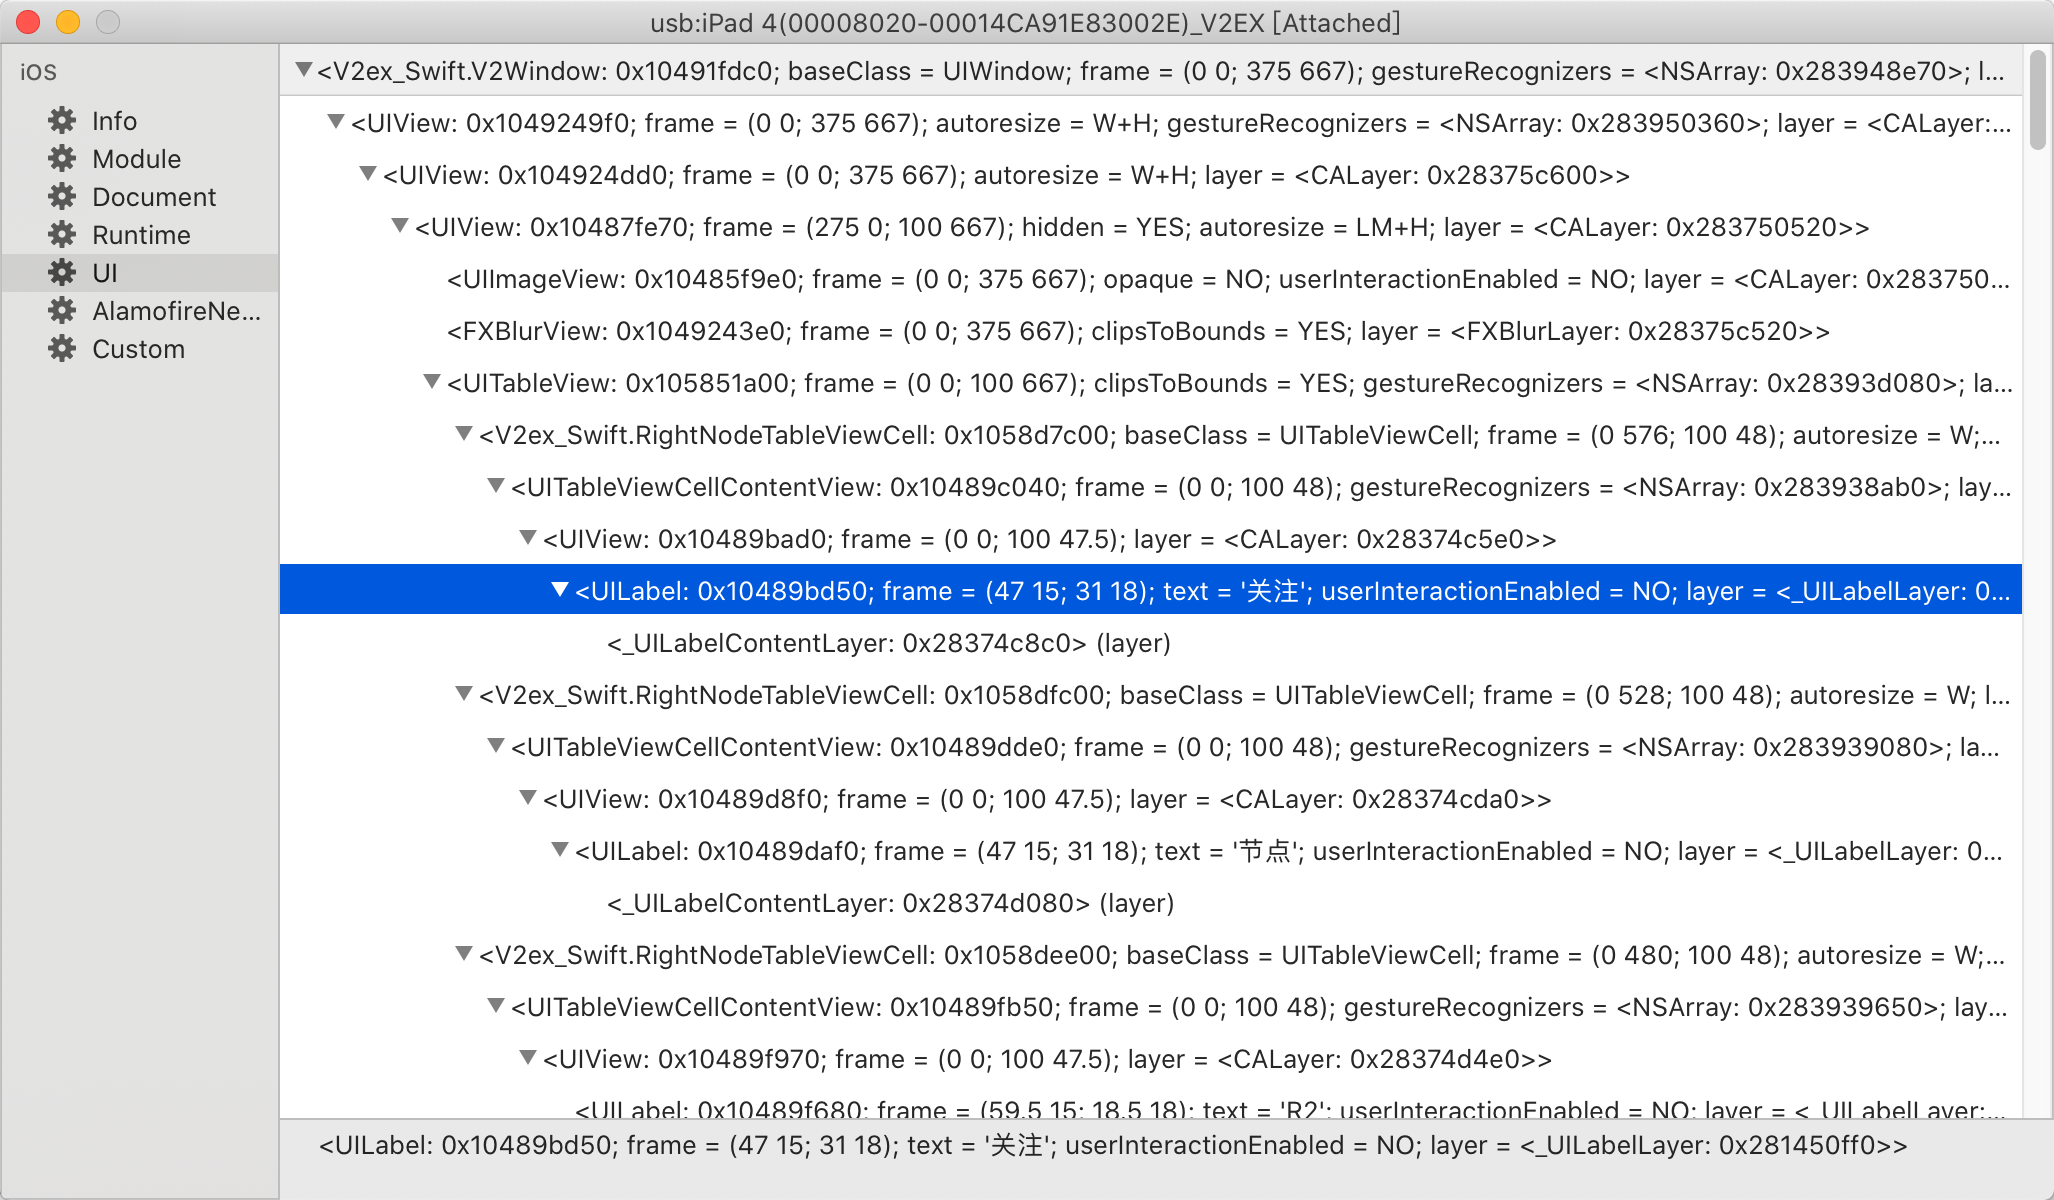 usb:iPad 4(00008020-00014CA91E83002E)_V2EX [Attached]
iOS
Info
Module
Document
Runtime
UI
AlamofireNe...
Custom
<V2ex_Swift.V2Window: 0x10491fdc0; baseClass = UIWindow; frame = (0 0; 375 667); gestureRecognizers = <NSArray: 0x283948e70>; l...
<UIView: 0x1049249f0; frame = (0 0; 375 667); autoresize = W+H; gestureRecognizers = <NSArray: 0x283950360>; layer = <CALayer:...
<UIView: 0x104924dd0; frame = (0 0; 375 667); autoresize = W+H; layer = <CALayer: 0x28375c600>>
<UIView: 0x10487fe70; frame = (275 0; 100 667); hidden = YES; autoresize = LM+H; layer = <CALayer: 0x283750520>>
<UIImageView: 0x10485f9e0; frame = (0 0; 375 667); opaque = NO; userInteractionEnabled = NO; layer = <CALayer: 0x283750...
<FXBlurView: 0x1049243e0; frame = (0 0; 375 667); clipsToBounds = YES; layer = <FXBlurLayer: 0x28375c520>>
<UITableView: 0x105851a00; frame = (0 0; 100 667); clipsToBounds = YES; gestureRecognizers = <NSArray: 0x28393d080>; la...
<V2ex_Swift.RightNodeTableViewCell: 0x1058d7c00; baseClass = UITableViewCell; frame = (0 576; 100 48); autoresize = W;...
<UITableViewCellContentView: 0x10489c040; frame = (0 0; 100 48); gestureRecognizers = <NSArray: 0x283938ab0>; lay...
<UIView: 0x10489bad0; frame = (0 0; 100 47.5); layer = <CALayer: 0x28374c5e0>>
<UILabel: 0x10489bd50; frame = (47 15; 31 18); text = '关注'; userInteractionEnabled = NO; layer = <_UILabelLayer: 0...
<_UILabelContentLayer: 0x28374c8c0> (layer)
<V2ex_Swift.RightNodeTableViewCell: 0x1058dfc00; baseClass = UITableViewCell; frame = (0 528; 100 48); autoresize = W; l...
<UITableViewCellContentView: 0x10489dde0; frame = (0 0; 100 48); gestureRecognizers = <NSArray: 0x283939080>; la...
<UIView: 0x10489d8f0; frame = (0 0; 100 47.5); layer = <CALayer: 0x28374cda0>>
<UILabel: 0x10489daf0; frame = (47 15; 31 18); text = '节点'; userInteractionEnabled = NO; layer = <_UILabelLayer: 0...
<_UILabelContentLayer: 0x28374d080> (layer)
<V2ex_Swift.RightNodeTableViewCell: 0x1058dee00; baseClass = UITableViewCell; frame = (0 480; 100 48); autoresize = W;...
<UITableViewCellContentView: 0x10489fb50; frame = (0 0; 100 48); gestureRecognizers = <NSArray: 0x283939650>; lay...
<UIView: 0x10489f970; frame = (0 0; 100 47.5); layer = <CALayer: 0x28374d4e0>>
<UILabel: 0x10489f680; frame = (59.5 15; 18.5 18); text = 'R2'; userInteractionEnabled = NO; layer = <_UILabelLayer:...
<UILabel: 0x10489bd50; frame = (47 15; 31 18); text = '关注'; userInteractionEnabled = NO; layer = <_UILabelLayer: 0x281450ff0>>